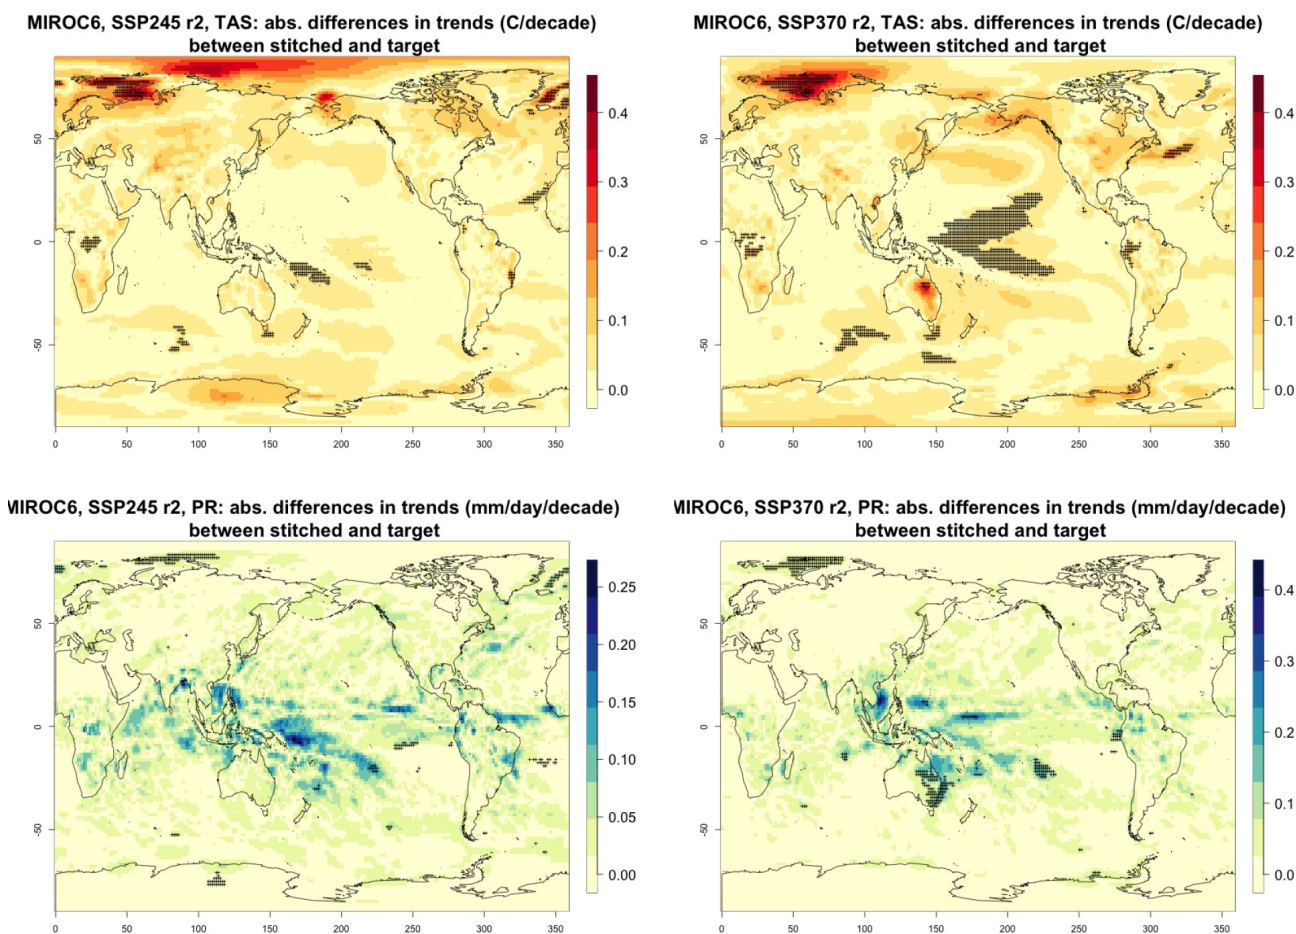 MIROC6, SSP245 r2, TAS: abs. differences in trends (C/decade)
between stitched and target
50
0
-50
0 50 100 150 200 250 300 350
0.4
0.3
0.2
0.1
0.0
MIROC6, SSP370 r2, TAS: abs. differences in trends (C/decade)
between stitched and target
50
0
-50
0 50 100 150 200 250 300 350
0.4
0.3
0.2
0.1
0.0
MIROC6, SSP245 r2, PR: abs. differences in trends (mm/day/decade)
between stitched and target
50
0
-50
0 50 100 150 200 250 300 350
0.25
0.20
0.15
0.10
0.05
0.00
MIROC6, SSP370 r2, PR: abs. differences in trends (mm/day/decade)
between stitched and target
50
0
-50
0 50 100 150 200 250 300 350
0.4
0.3
0.2
0.1
0.0